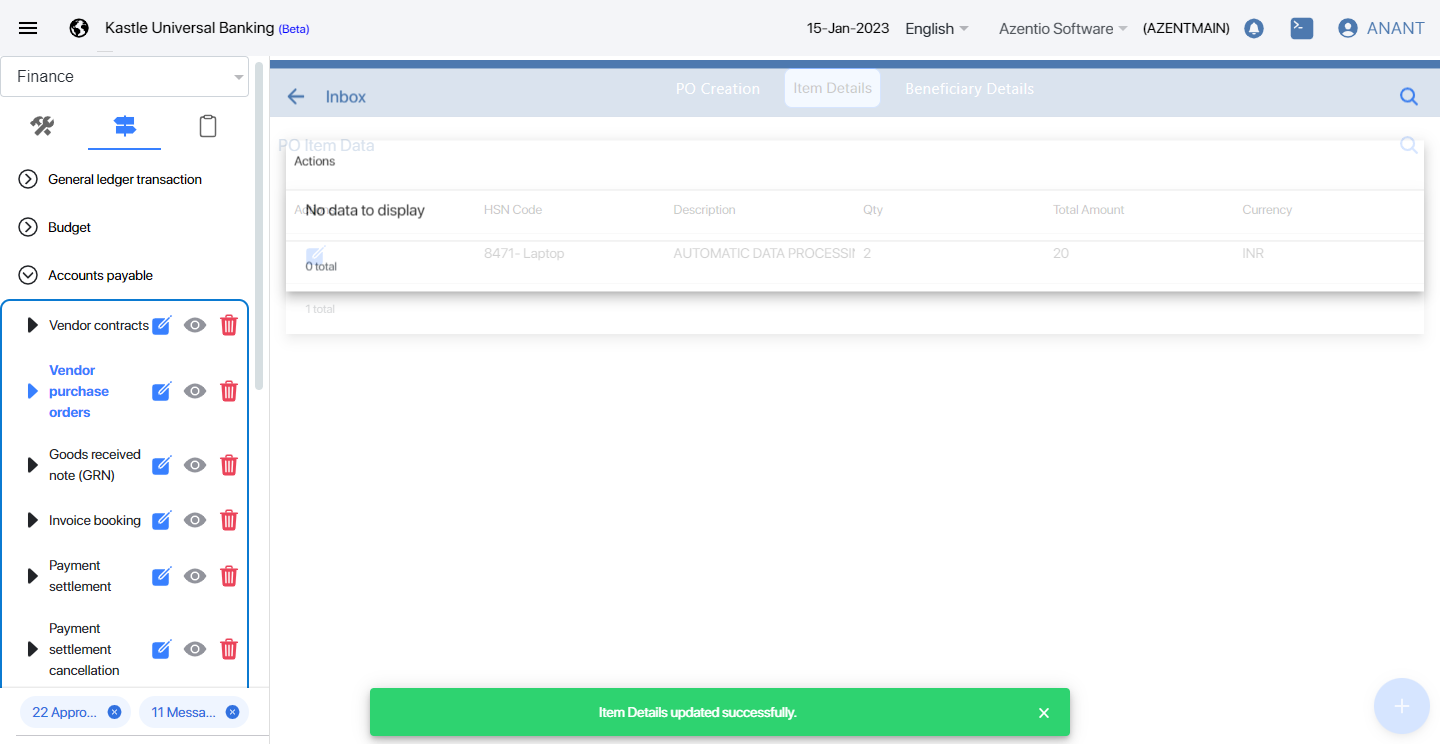 Kastle Universal Banking (Beta)
15-Jan-2023
English
Azentio Software
(AZENTMAIN)
ANANT
Finance
General ledger transaction
Budget
Accounts payable
Vendor contracts
Vendor
purchase
orders
Goods received
note (GRN)
Invoice booking
Payment
settlement
Payment
settlement
cancellation
22 Appro...
11 Messa...
Inbox
PO Creation
Item Details
Beneficiary Details
PO Item Data
Actions
No data to display
HSN Code
Description
Qty
Total Amount
Currency
8471- Laptop
AUTOMATIC DATA PROCESSI
2
20
INR
0 total
1 total
Item Details updated successfully.